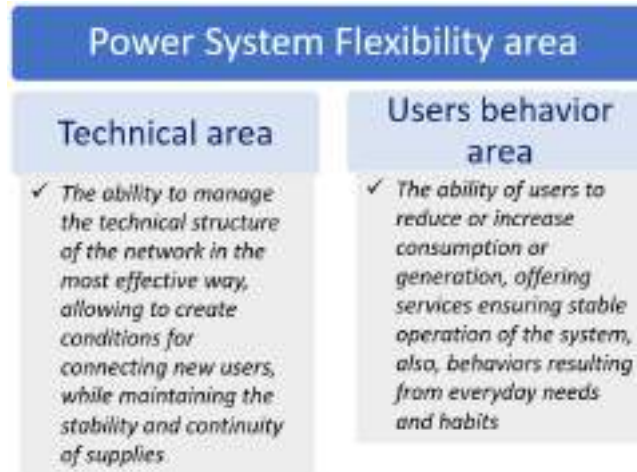 Power System Flexibility area
Technical area
✓ The ability to manage
the technical structure
of the network in the
most effective way,
allowing to create
conditions for
connecting new users,
while maintaining the
stability and continuity
of supplies
Users behavior
area
✓ The ability of users to
reduce or increase
consumption or
generation, offering
services ensuring stable
operation of the system,
also, behaviors resulting
from everyday needs
and habits